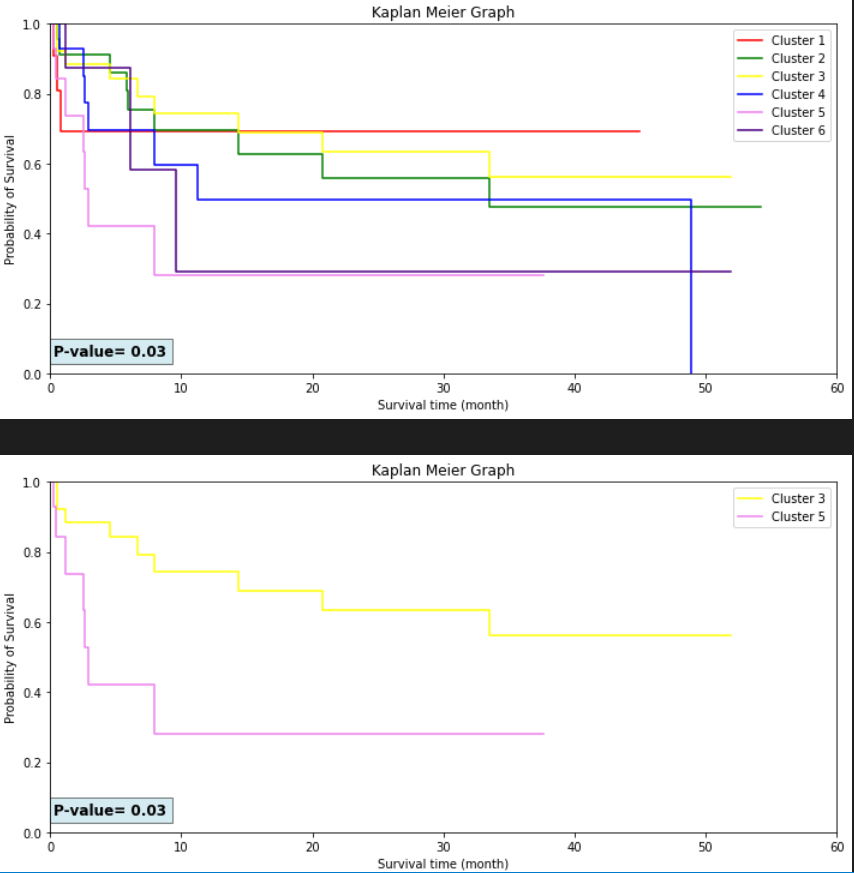 Kaplan Meier Graph
1.0
0.8
0.6
0.4
0.2
0.0
Probability of Survival
Cluster 1
Cluster 2
Cluster 3
Cluster 4
Cluster 5
Cluster 6
P-value= 0.03
0 10 20 30 40 50 60
Survival time (month)
Kaplan Meier Graph
1.0
0.8
0.6
0.4
0.2
0.0
Probability of Survival
Cluster 3
Cluster 5
P-value= 0.03
0 10 20 30 40 50 60
Survival time (month)